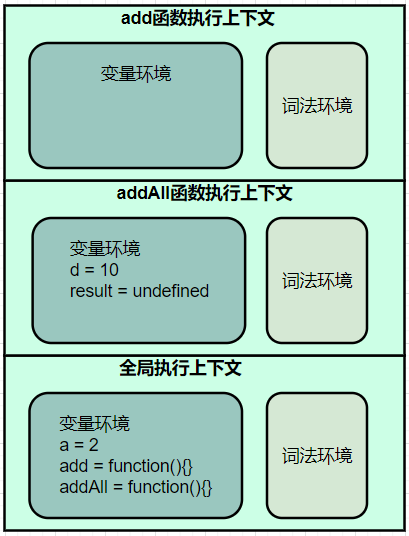 add函数执行上下文
变量环境
词法环境
addAll函数执行上下文
变量环境
d = 10
result = undefined
词法环境
全局执行上下文
变量环境
a = 2
add = function(){}
addAll = function(){}
词法环境